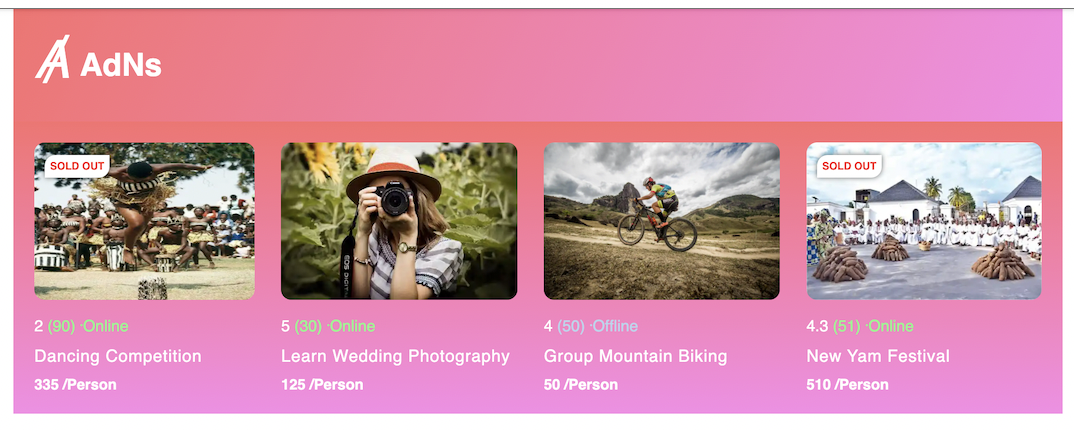 AdNs
SOLD OUT
2 (90) ·Online
Dancing Competition
335 /Person
5 (30) ·Online
Learn Wedding Photography
125 /Person
4 (50) ·Offline
Group Mountain Biking
50 /Person
SOLD OUT
4.3 (51) ·Online
New Yam Festival
510 /Person